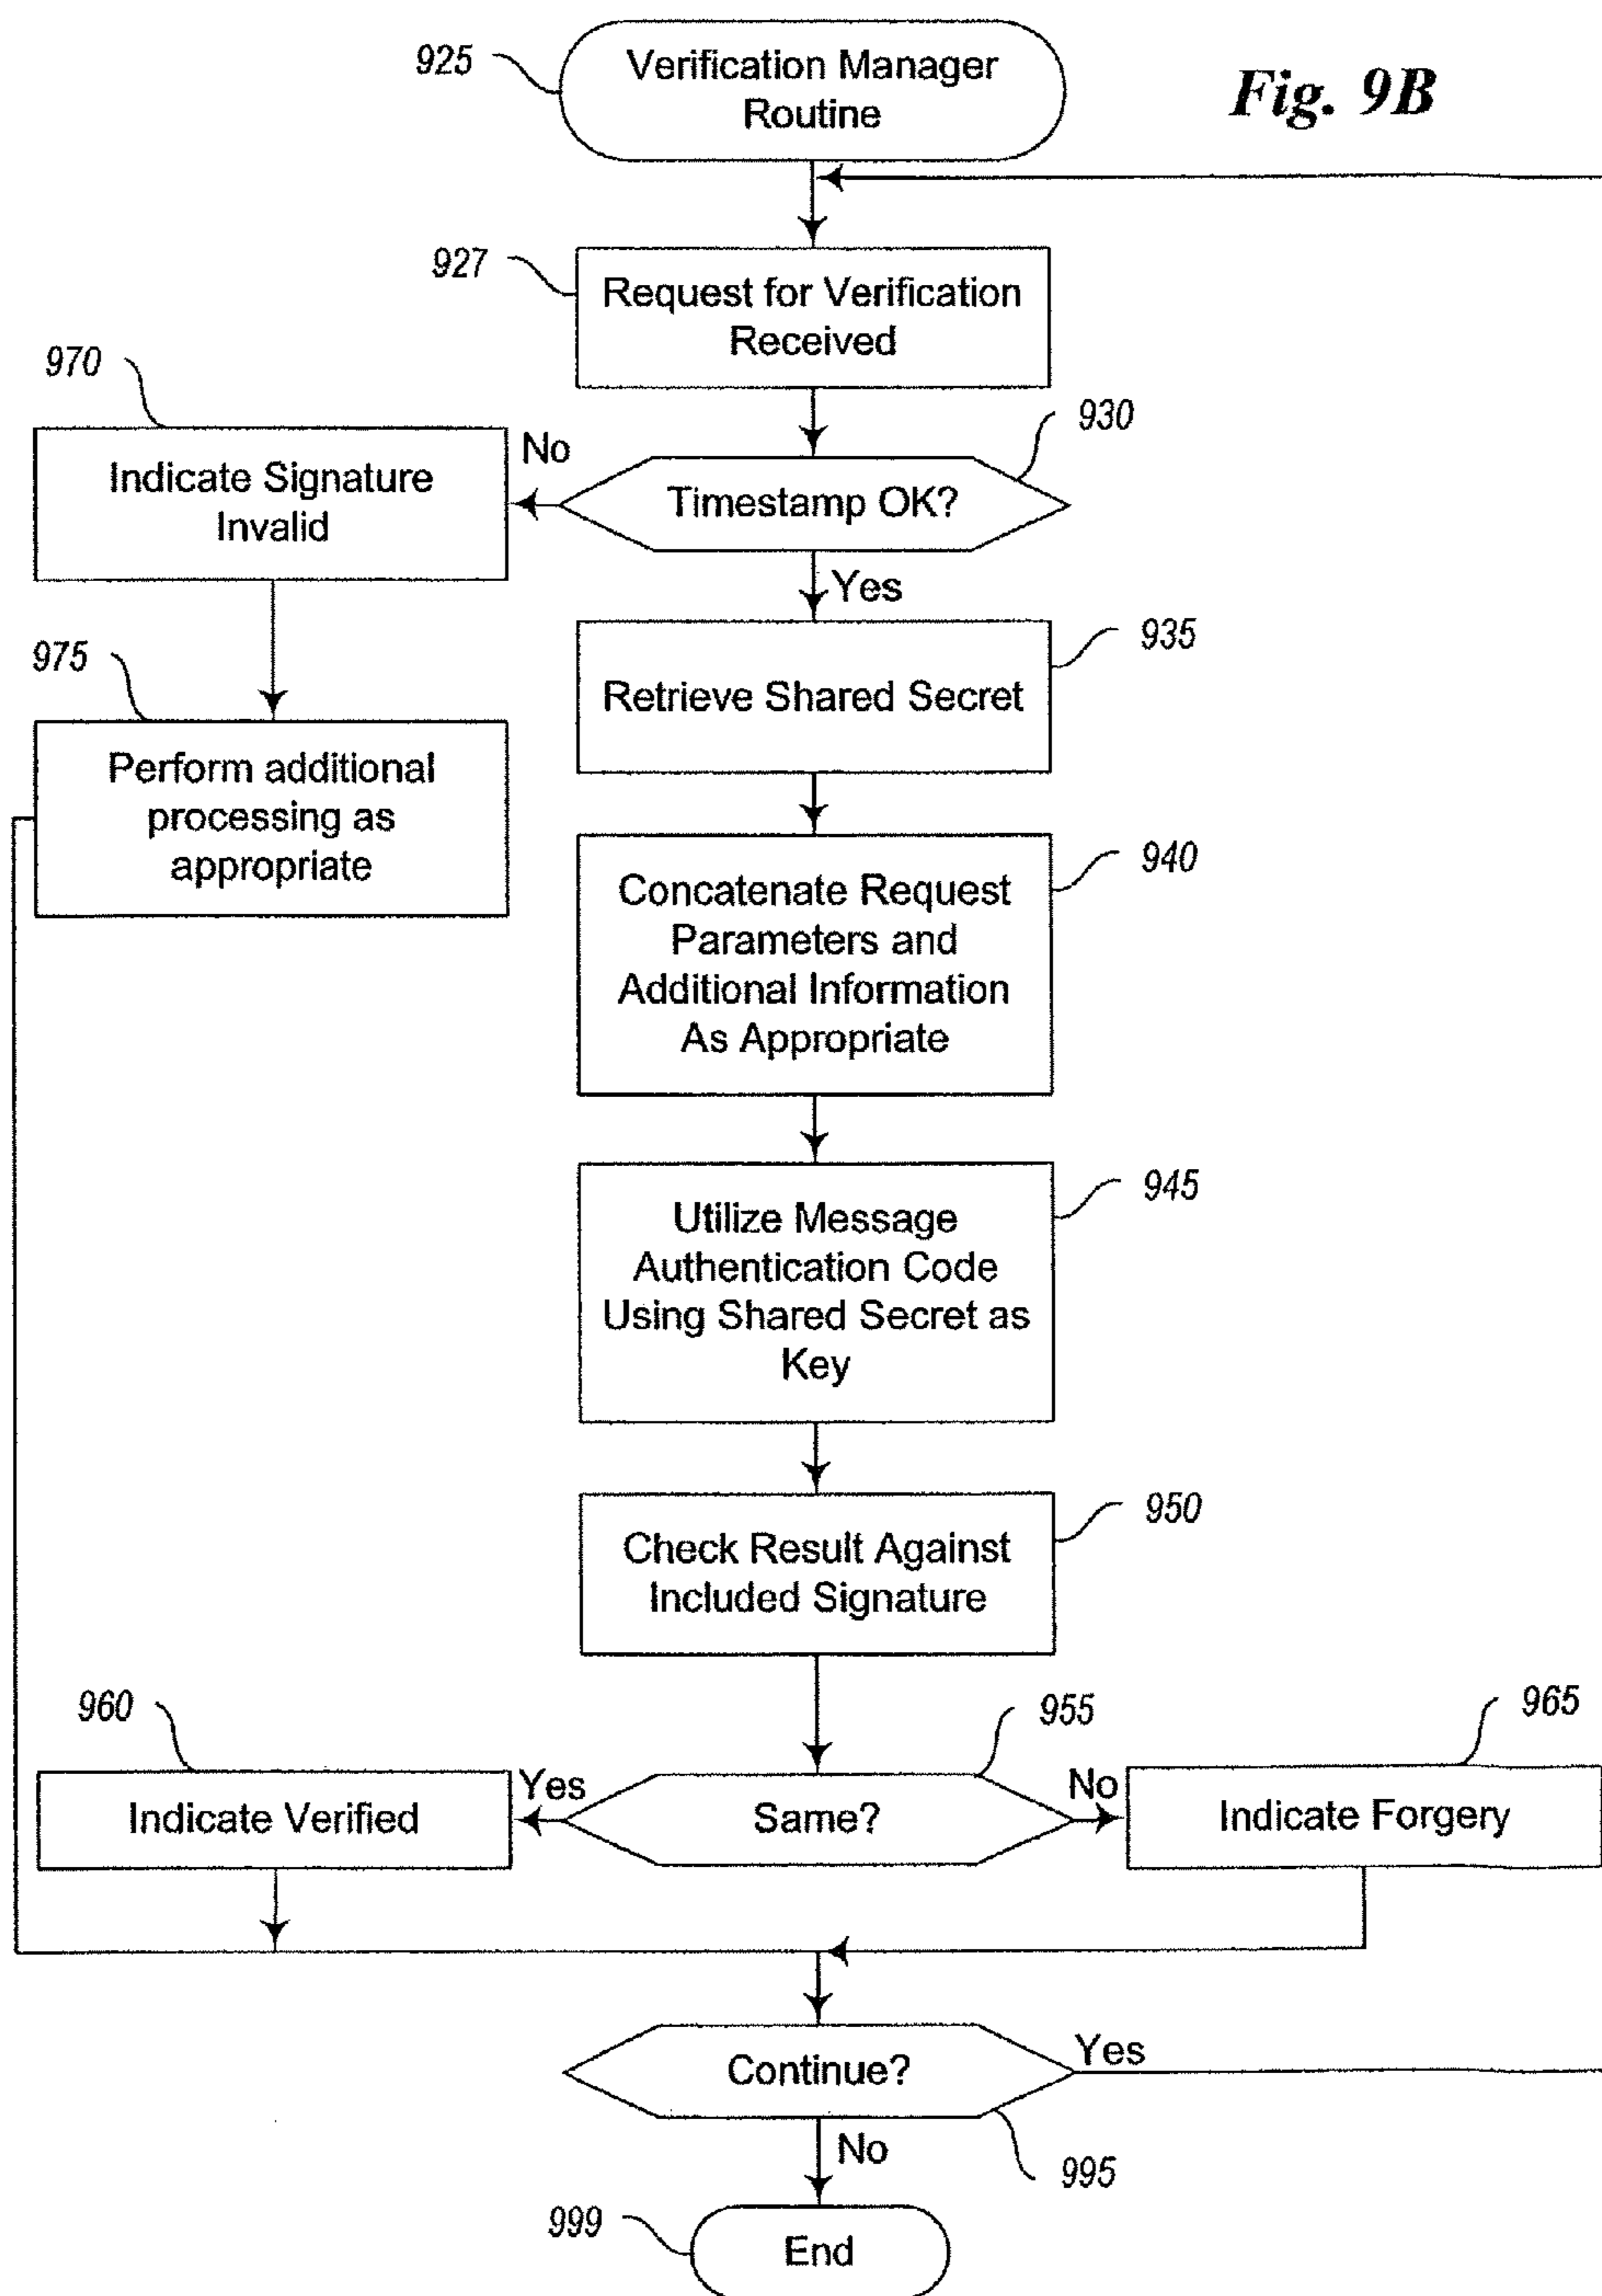 925
Verification Manager
Routine
Fig. 9B
927
Request for Verification
Received
970
Indicate Signature
Invalid
No
930
Timestamp OK?
Yes
975
Perform additional
processing as
appropriate
935
Retrieve Shared Secret
940
Concatenate Request
Parameters and
Additional Information
As Appropriate
945
Utilize Message
Authentication Code
Using Shared Secret as
Key
950
Check Result Against
Included Signature
960
Indicate Verified
Yes
955
Same?
No
965
Indicate Forgery
Continue?
Yes
995
No
999
End